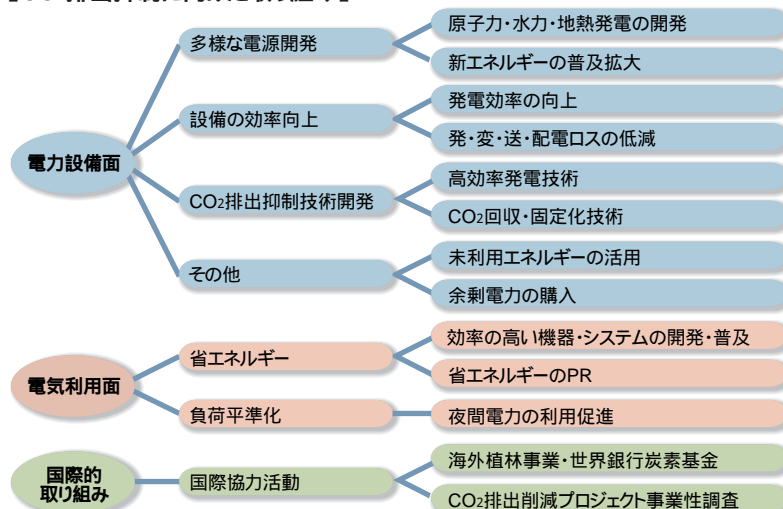 電力設備面
多様な電源開発
原子力・水力・地熱発電の開発
新エネルギーの普及拡大
設備の効率向上
発電効率の向上
発・変・送・配電ロスの低減
CO2排出抑制技術開発
高効率発電技術
CO2回収・固定化技術
その他
未利用エネルギーの活用
余剰電力の購入
電気利用面
省エネルギー
効率の高い機器・システムの開発・普及
省エネルギーのPR
負荷平準化
夜間電力の利用促進
国際的
取り組み
国際協力活動
海外植林事業・世界銀行炭素基金
CO2排出削減プロジェクト事業性調査